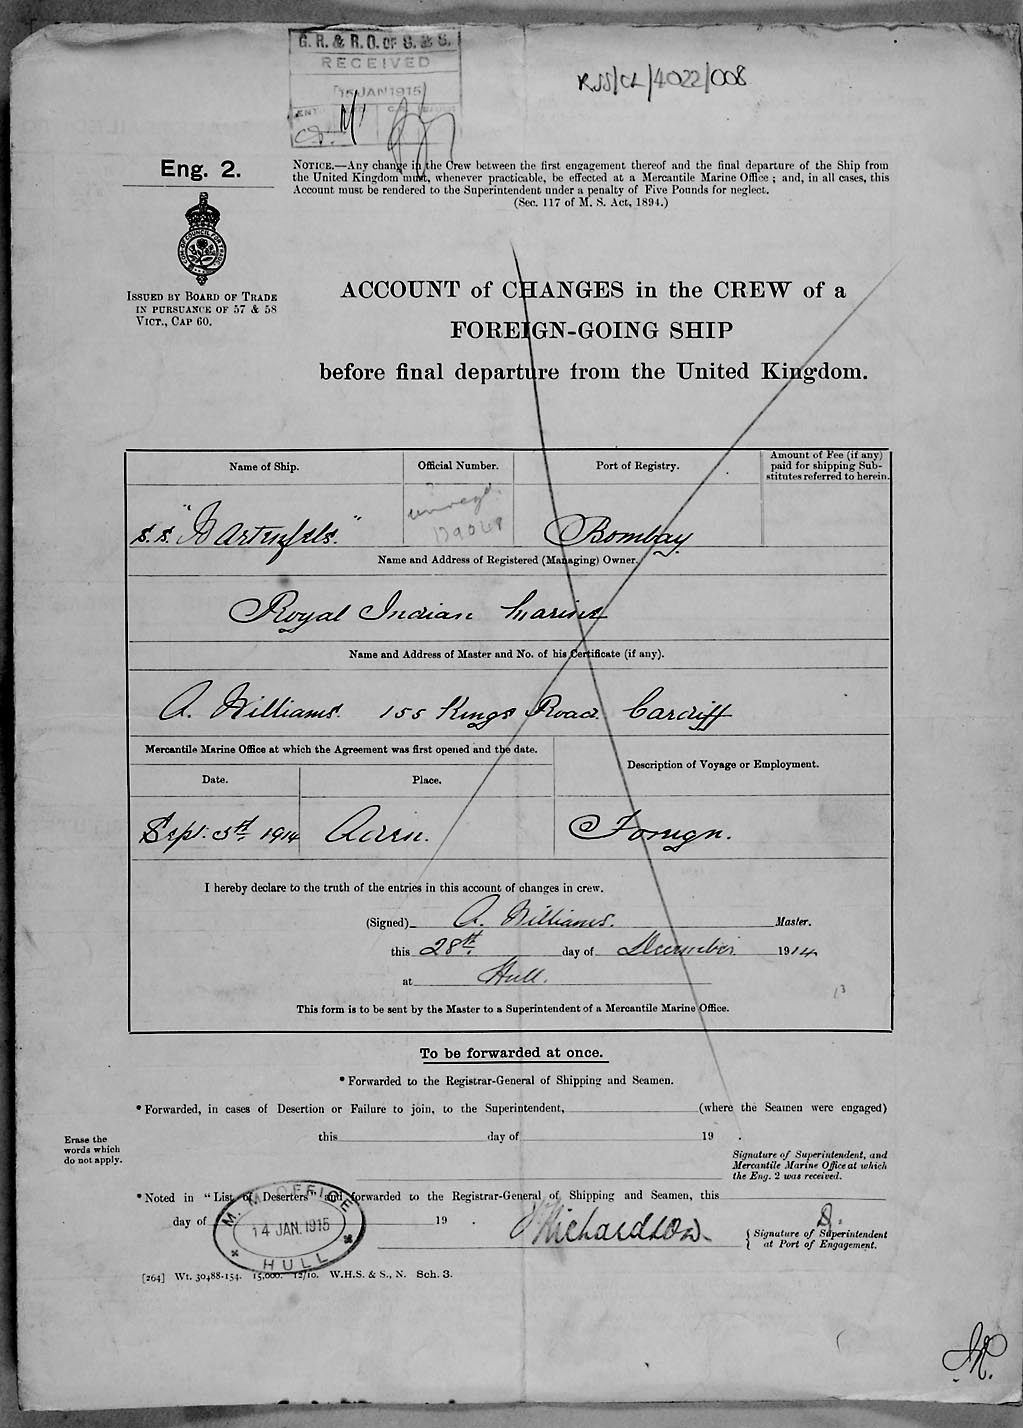 G. R. & R. O. OF S. & S.
RECEIVED
15 JAN 1915
RSS/CL/4022/008
Eng. 2.
NOTICE.—Any change in the Crew between the first engagement thereof and the final departure of the Ship from
the United Kingdom must, whenever practicable, be effected at a Mercantile Marine Office ; and, in all cases, this
Account must be rendered to the Superintendent under a penalty of Five Pounds for neglect.
(Sec. 117 of M. S. Act, 1894.)
ISSUED BY BOARD OF TRADE
IN PURSUANCE OF 57 & 58
VICT., CAP 60.
ACCOUNT of CHANGES in the CREW of a
FOREIGN-GOING SHIP
before final departure from the United Kingdom.
Name of Ship. Official Number. Port of Registry. Amount of Fee (if any) paid for shipping Substitutes referred to herein.
S.S. "Wartenfels." Bombay
Name and Address of Registered (Managing) Owner.
Royal Indian Marine
Name and Address of Master and No. of his Certificate (if any).
A. Williams. 155 Kings Road. Cardiff
Mercantile Marine Office at which the Agreement was first opened and the date.
Description of Voyage or Employment.
Date. Place.
Sept. 5th 1914 Aden. Foreign.
I hereby declare to the truth of the entries in this account of changes in crew.
(Signed) A. Williams. Master.
this 28th. day of December 1914
at Hull.
13
This form is to be sent by the Master to a Superintendent of a Mercantile Marine Office.
To be forwarded at once.
* Forwarded to the Registrar-General of Shipping and Seamen.
* Forwarded, in cases of Desertion or Failure to join, to the Superintendent, (where the Seamen were engaged)
Erase the
words which
do not apply.
this day of 19 .
Signature of Superintendent, and
Mercantile Marine Office at which
the Eng. 2 was received.
* Noted in "List of Deserters" and forwarded to the Registrar-General of Shipping and Seamen, this
day of 19 .
M. M. OFFICE
14 JAN. 1915
HULL
Richardson. D.
{ Signature of Superintendent
at Port of Engagement.
[264] Wt. 30488-154. 15,000. 12/10. W.H.S. & S., N. Sch. 3.